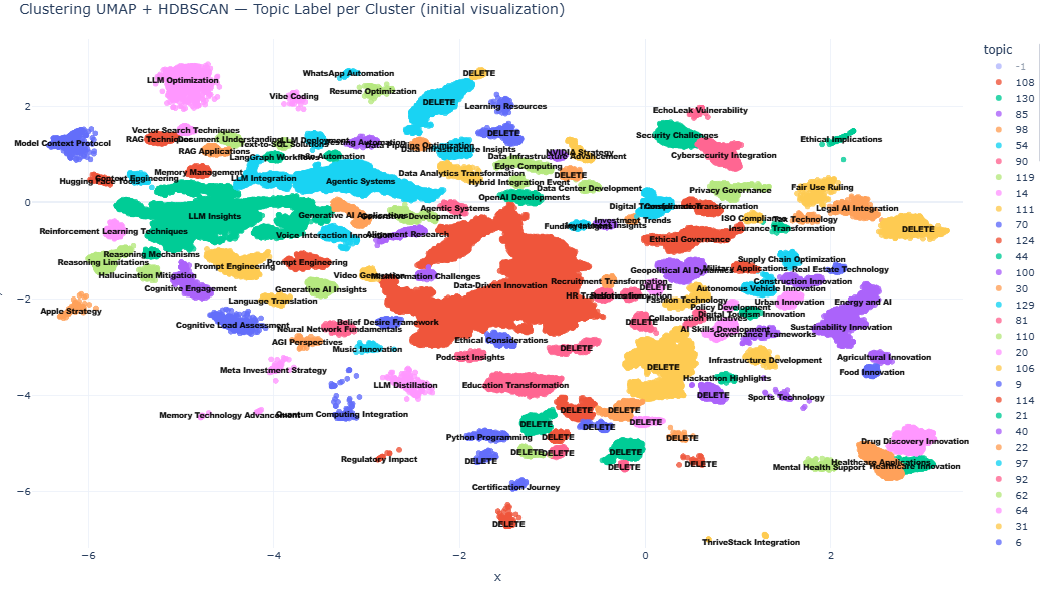 Clustering UMAP + HDBSCAN — Topic Label per Cluster (initial visualization)
topic
-1
108
130
85
98
54
90
119
14
111
70
124
44
100
30
129
81
110
20
106
9
114
21
40
22
97
92
62
64
31
6
LLM Optimization
WhatsApp Automation
DELETE
Resume Optimization
Vibe Coding
DELETE
Learning Resources
EchoLeak Vulnerability
Vector Search Techniques
DELETE
Security Challenges
Ethical Implications
Model Context Protocol
RAG Techniques
Document Understanding
LLM Deployment
Text-to-SQL Solutions
Testing Automation
Data Pipeline Optimization
Data Infrastructure Insights
NVIDIA Strategy
RAG Applications
LangGraph Workflows
Data Infrastructure Advancement
Cybersecurity Integration
Edge Computing
Memory Management
Data Analytics Transformation
DELETE
Hugging Face Tools
Context Engineering
LLM Integration
Agentic Systems
Hybrid Integration Event
Data Center Development
Privacy Governance
Fair Use Ruling
OpenAI Developments
Agentic Systems
Legal AI Integration
LLM Insights
Generative AI Applications
Investment Trends
ISO Compliance
Tax Technology
Fundraising Insights
Insurance Transformation
DELETE
Reinforcement Learning Techniques
Voice Interaction Innovation
Alignment Research
Ethical Governance
Reasoning Mechanisms
Reasoning Limitations
Prompt Engineering
Prompt Engineering
Supply Chain Optimization
Hallucination Mitigation
Video Generation
Misinformation Challenges
Geopolitical AI Dynamics
Military Applications
Real Estate Technology
Cognitive Engagement
Generative AI Insights
Data-Driven Innovation
Recruitment Transformation
DELETE
Autonomous Vehicle Innovation
Construction Innovation
HR Transformation
Language Translation
Fashion Technology
Urban Innovation
Energy and AI
Apple Strategy
Policy Development
Digital Tourism Innovation
Cognitive Load Assessment
Neural Network Fundamentals
Belief Desire Framework
DELETE
Collaboration Initiatives
AI Skills Development
Governance Frameworks
Sustainability Innovation
AGI Perspectives
Music Innovation
Ethical Considerations
DELETE
Podcast Insights
Infrastructure Development
Agricultural Innovation
Meta Investment Strategy
DELETE
Food Innovation
LLM Distillation
Education Transformation
Hackathon Highlights
DELETE
Sports Technology
Memory Technology Advancement
Quantum Computing Integration
DELETE
DELETE
DELETE
DELETE
DELETE
Python Programming
DELETE
DELETE
Drug Discovery Innovation
DELETE
DELETE
DELETE
Regulatory Impact
DELETE
DELETE
DELETE
Mental Health Support
Healthcare Applications
Healthcare Innovation
Certification Journey
DELETE
ThriveStack Integration
2
0
−2
−4
−6
−6
−4
−2
0
2
x